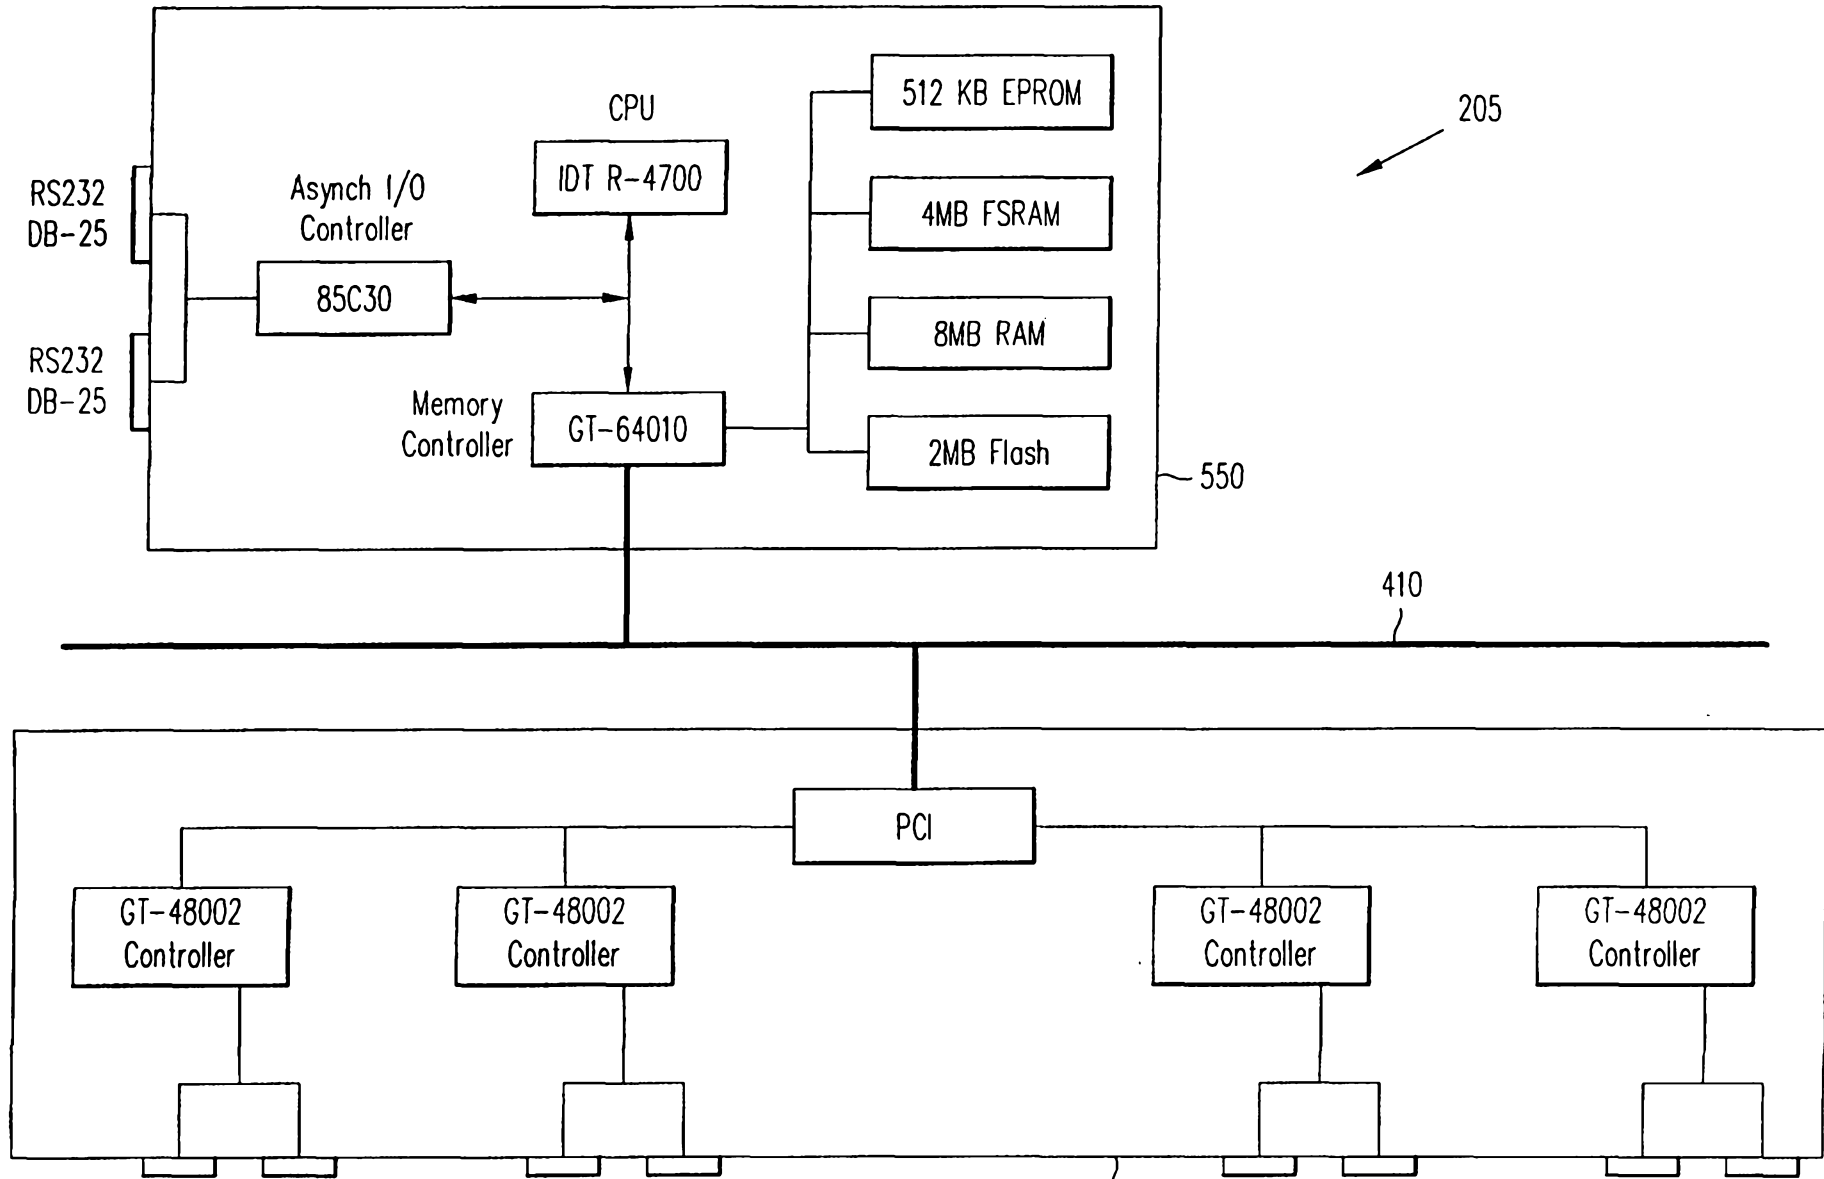 512 KB EPROM
205
CPU
IDT R-4700
RS232
DB-25
Asynch I/O
Controller
4MB FSRAM
85C30
8MB RAM
RS232
DB-25
Memory
Controller
GT-64010
2MB Flash
550
410
PCI
GT-48002
Controller
GT-48002
Controller
GT-48002
Controller
GT-48002
Controller